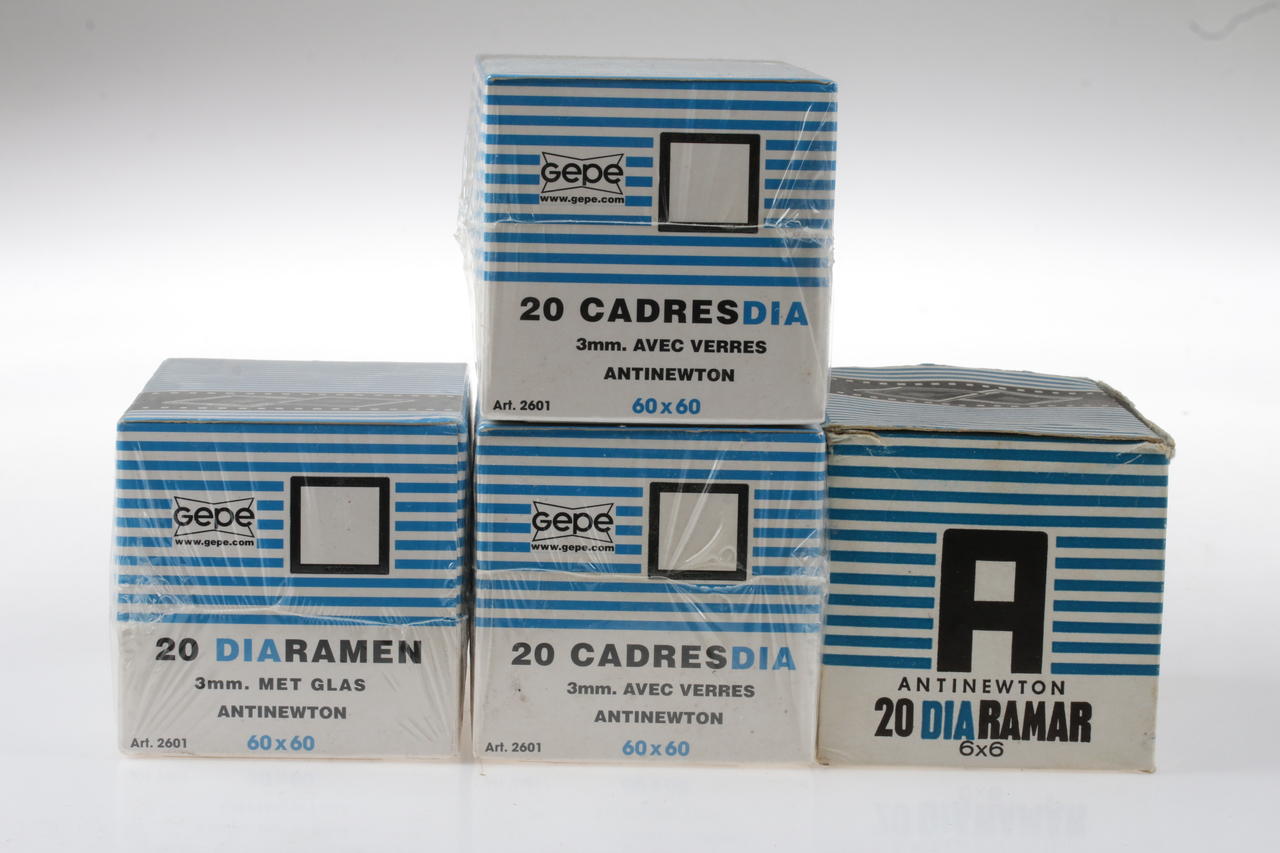 Gepe
www.gepe.com
20 CADRESDIA
3mm. AVEC VERRES
ANTINEWTON
Art. 2601
60x60
Gepe
www.gepe.com
20 DIARAMEN
3mm. MET GLAS
ANTINEWTON
Art. 2601
60x60
Gepe
www.gepe.com
20 CADRESDIA
3mm. AVEC VERRES
ANTINEWTON
Art. 2601
60x60
A
ANTINEWTON
20 DIARAMAR
6x6